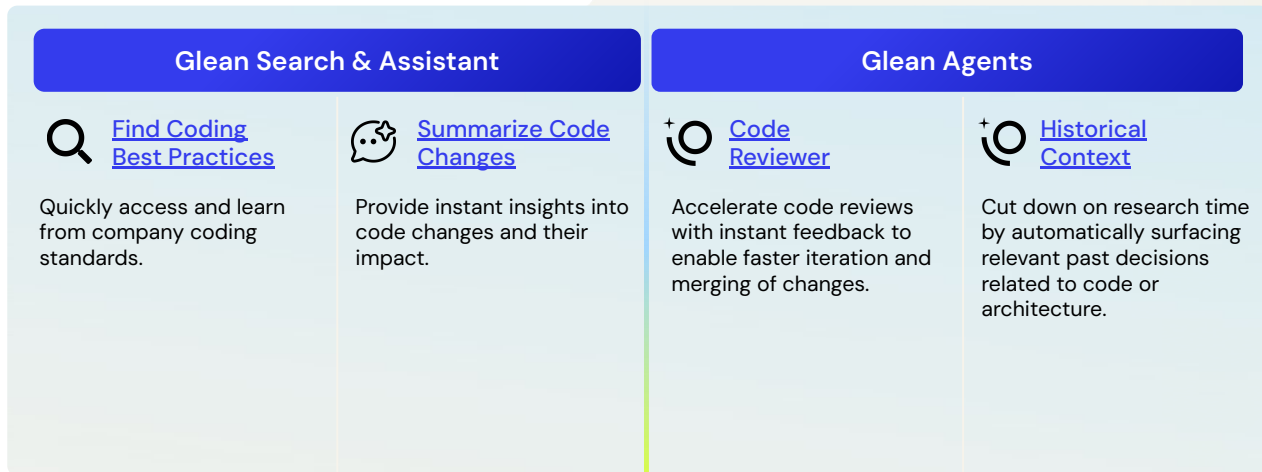 Glean Search & Assistant
Find Coding
Best Practices
Quickly access and learn
from company coding
standards.
Summarize Code
Changes
Provide instant insights into
code changes and their
impact.
Glean Agents
Code
Reviewer
Accelerate code reviews
with instant feedback to
enable faster iteration and
merging of changes.
Historical
Context
Cut down on research time
by automatically surfacing
relevant past decisions
related to code or
architecture.